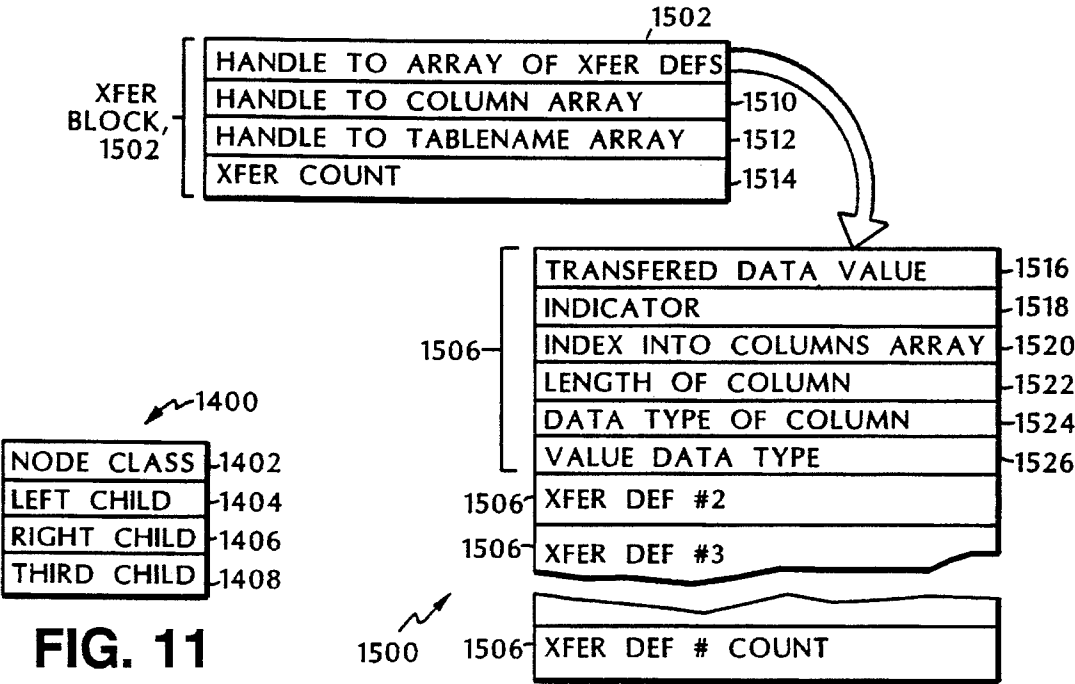 1502
XFER
BLOCK,
1502
HANDLE TO ARRAY OF XFER DEFS
HANDLE TO COLUMN ARRAY
1510
HANDLE TO TABLENAME ARRAY
1512
XFER COUNT
1514
1506
TRANSFERED DATA VALUE
1516
INDICATOR
1518
INDEX INTO COLUMNS ARRAY
1520
LENGTH OF COLUMN
1522
DATA TYPE OF COLUMN
1524
VALUE DATA TYPE
1526
1506
XFER DEF #2
1506
XFER DEF #3
1506
XFER DEF # COUNT
1500
1400
NODE CLASS
1402
LEFT CHILD
1404
RIGHT CHILD
1406
THIRD CHILD
1408
FIG. 11